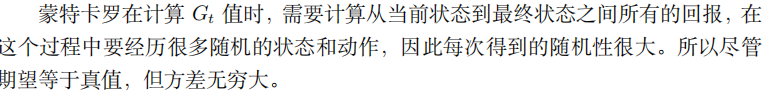 蒙特卡罗在计算 Gt 值时，需要计算从当前状态到最终状态之间所有的回报，在
这个过程中要经历很多随机的状态和动作，因此每次得到的随机性很大。所以尽管
期望等于真值，但方差无穷大。